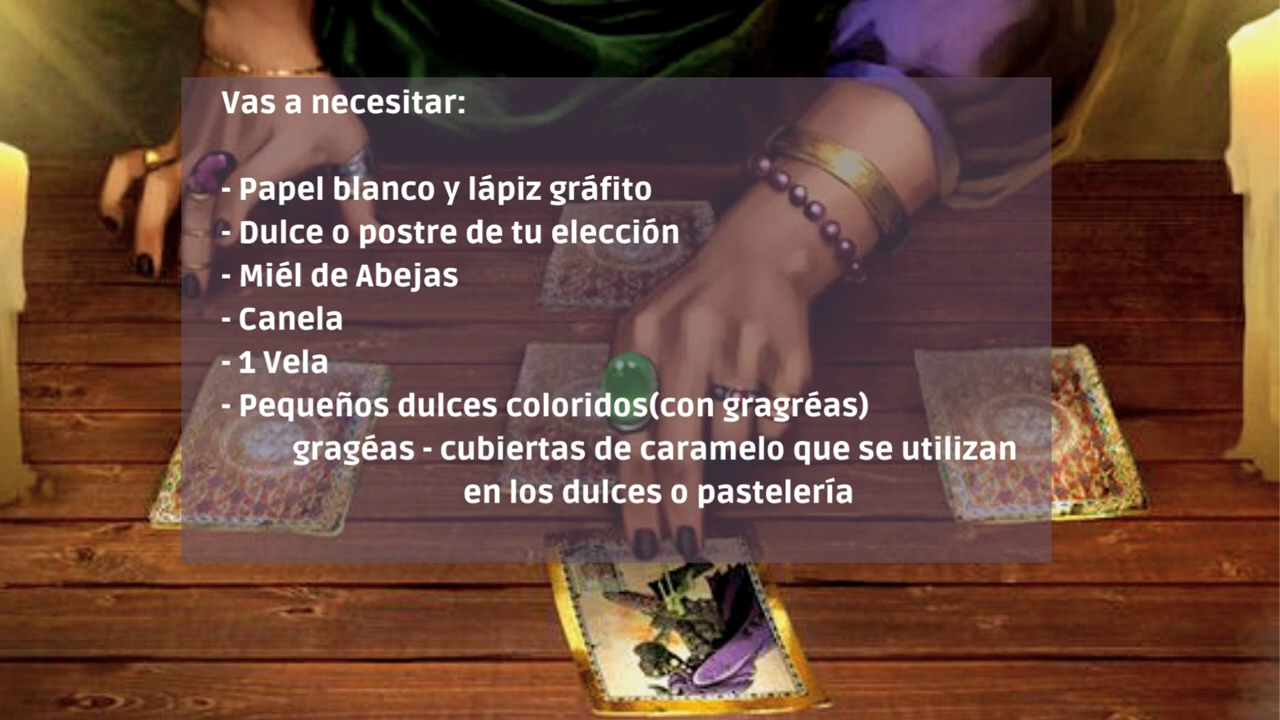 Vas a necesitar:
- Papel blanco y lápiz gráfito
- Dulce o postre de tu elección
- Miél de Abejas
- Canela
- 1 Vela
- Pequeños dulces coloridos(con gragréas)
gragéas - cubiertas de caramelo que se utilizan
en los dulces o pastelería